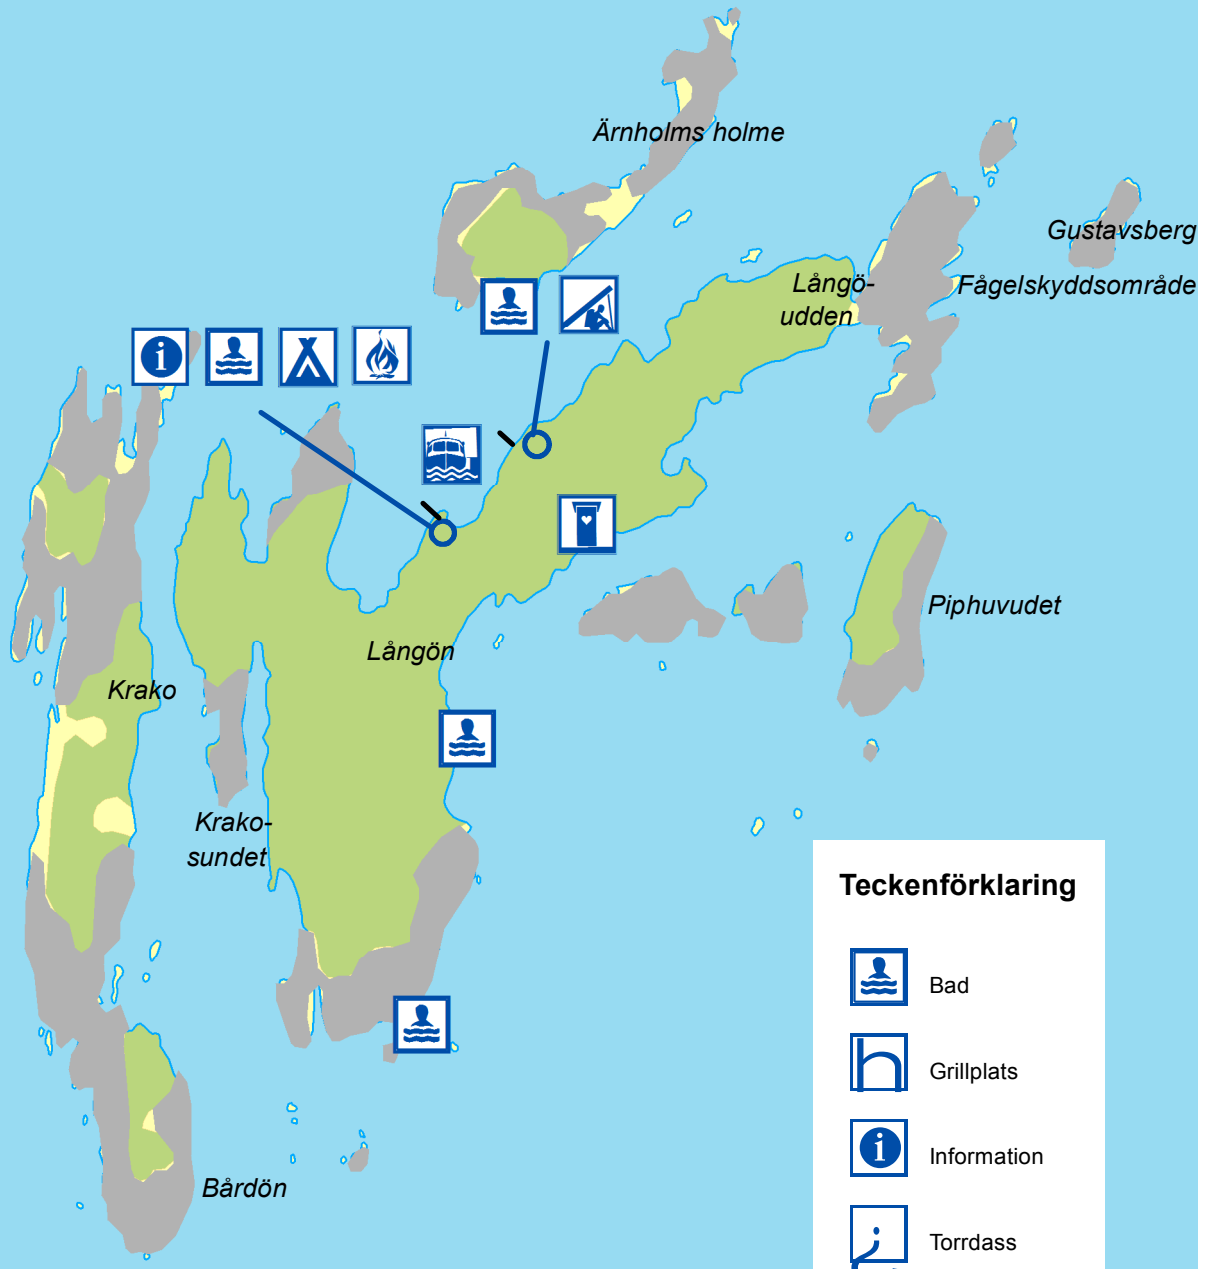 Ärnholms holme
Gustavsberg
Långö-
udden
Fågelskyddsområde
Långön
Piphuvudet
Krako
Krako-
sundet
Bårdön
Teckenförklaring
Bad
Grillplats
Information
Torrdass